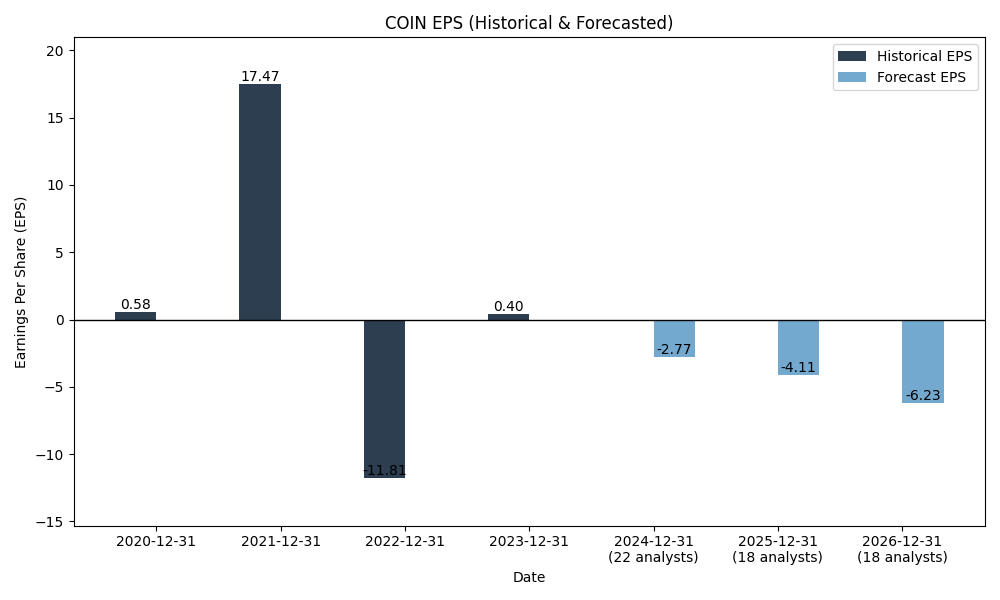 COIN EPS (Historical & Forecasted)
Historical EPS
Forecast EPS
Earnings Per Share (EPS)
20
15
10
5
0
−5
−10
−15
0.58
17.47
-11.81
0.40
-2.77
-4.11
-6.23
2020-12-31
2021-12-31
2022-12-31
2023-12-31
2024-12-31
(22 analysts)
2025-12-31
(18 analysts)
2026-12-31
(18 analysts)
Date